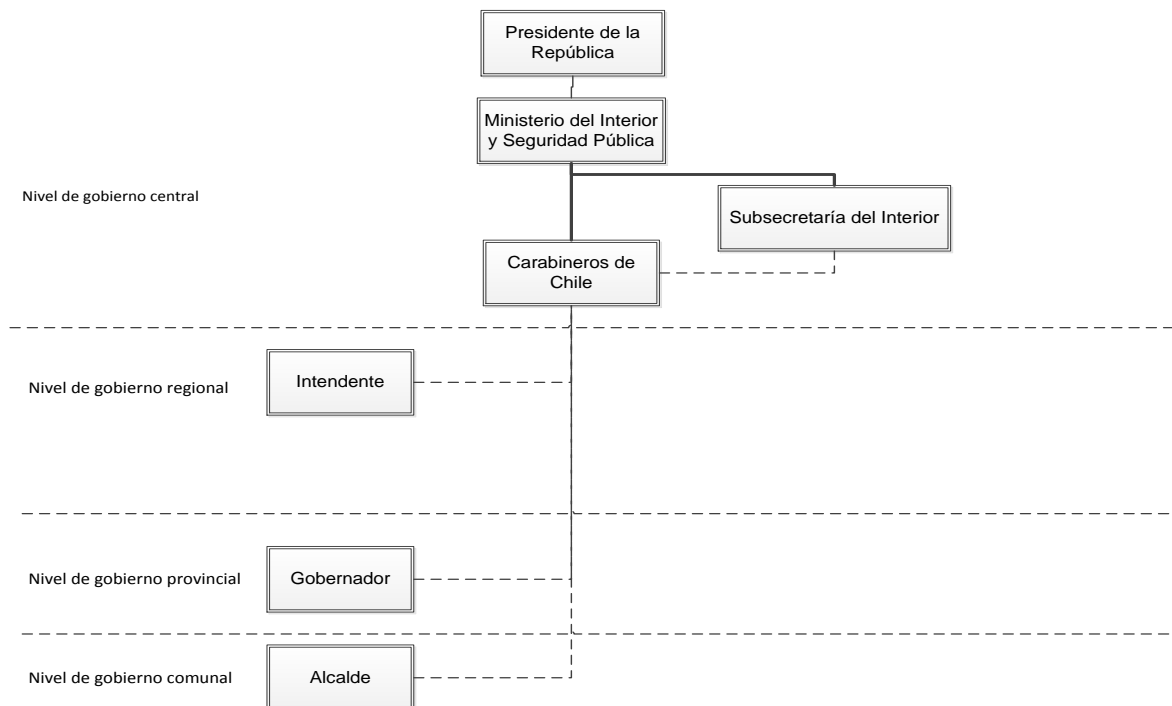 Presidente de la
República
Ministerio del Interior
y Seguridad Pública
Nivel de gobierno central
Subsecretaría del Interior
Carabineros de
Chile
Nivel de gobierno regional
Intendente
Nivel de gobierno provincial
Gobernador
Nivel de gobierno comunal
Alcalde